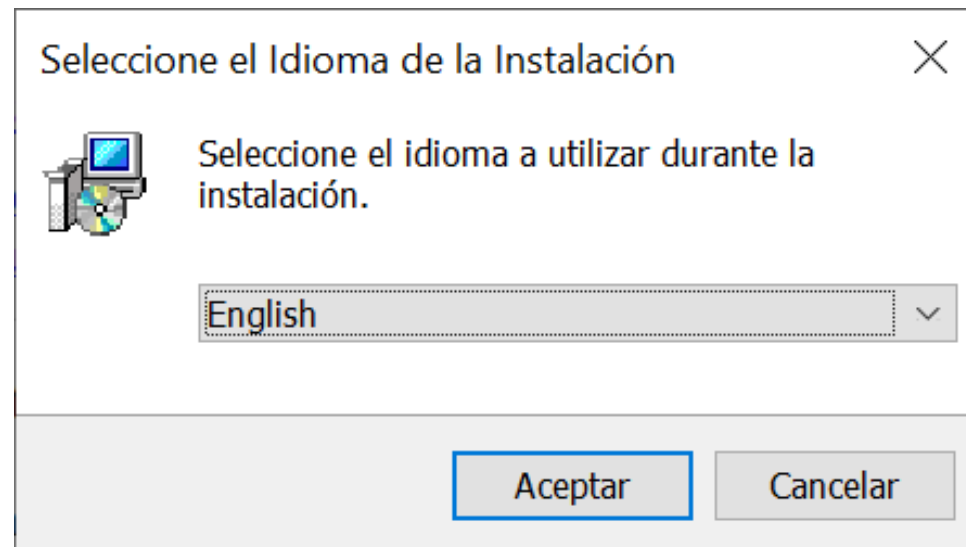 Seleccione el Idioma de la Instalación
Seleccione el idioma a utilizar durante la
instalación.
English
Aceptar Cancelar